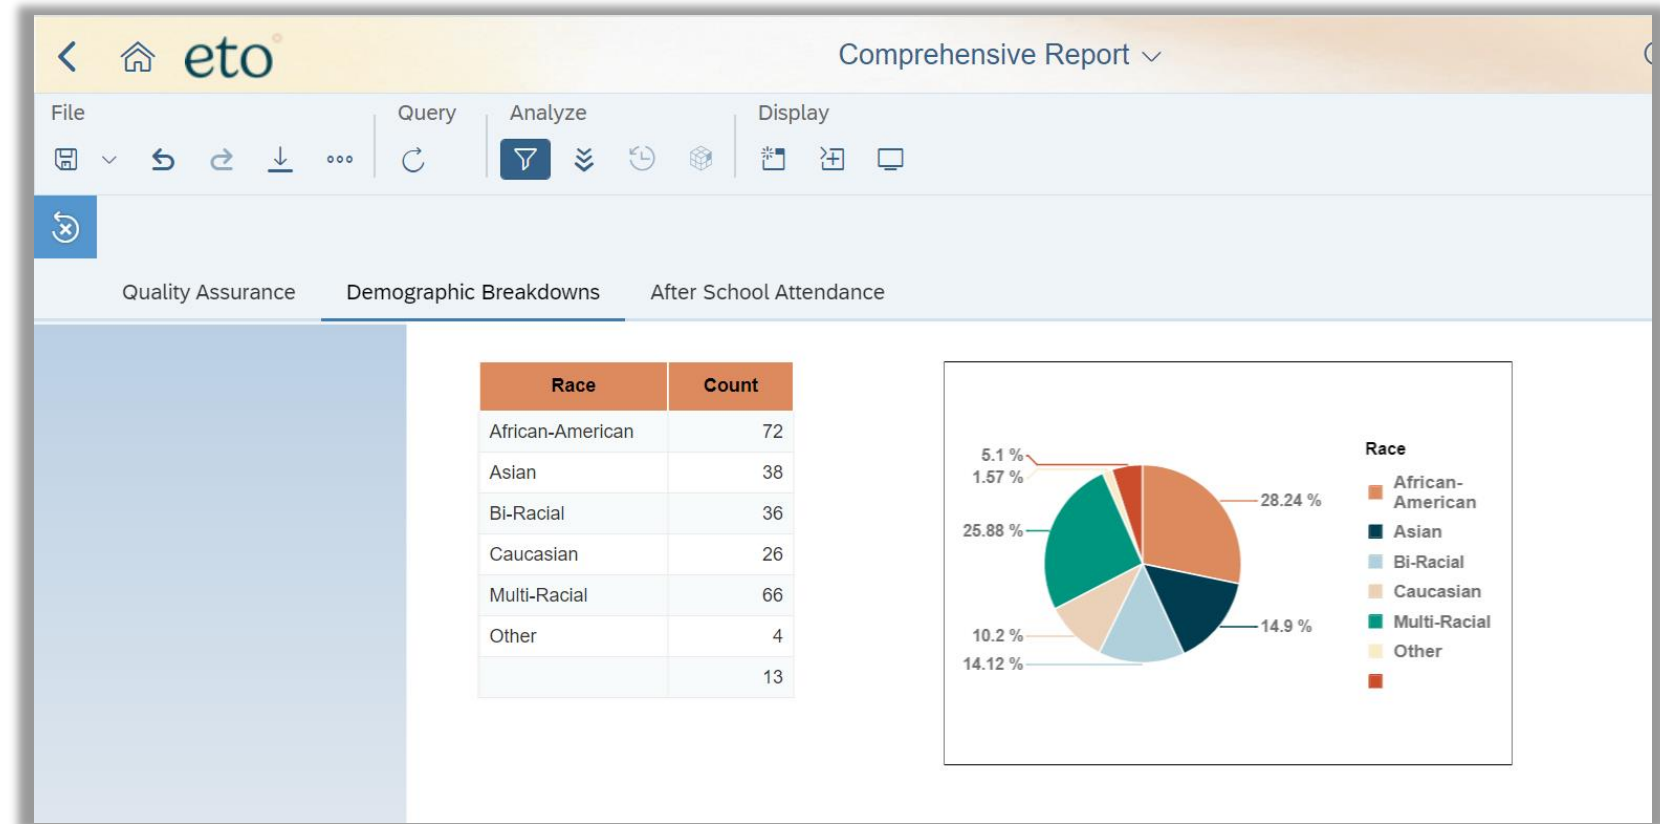 eto
Comprehensive Report
File
Query
Analyze
Display
Quality Assurance
Demographic Breakdowns
After School Attendance
Race Count
African-American 72
Asian 38
Bi-Racial 36
Caucasian 26
Multi-Racial 66
Other 4
13
5.1 %
1.57 %
28.24 %
25.88 %
14.9 %
10.2 %
14.12 %
Race
African-
American
Asian
Bi-Racial
Caucasian
Multi-Racial
Other